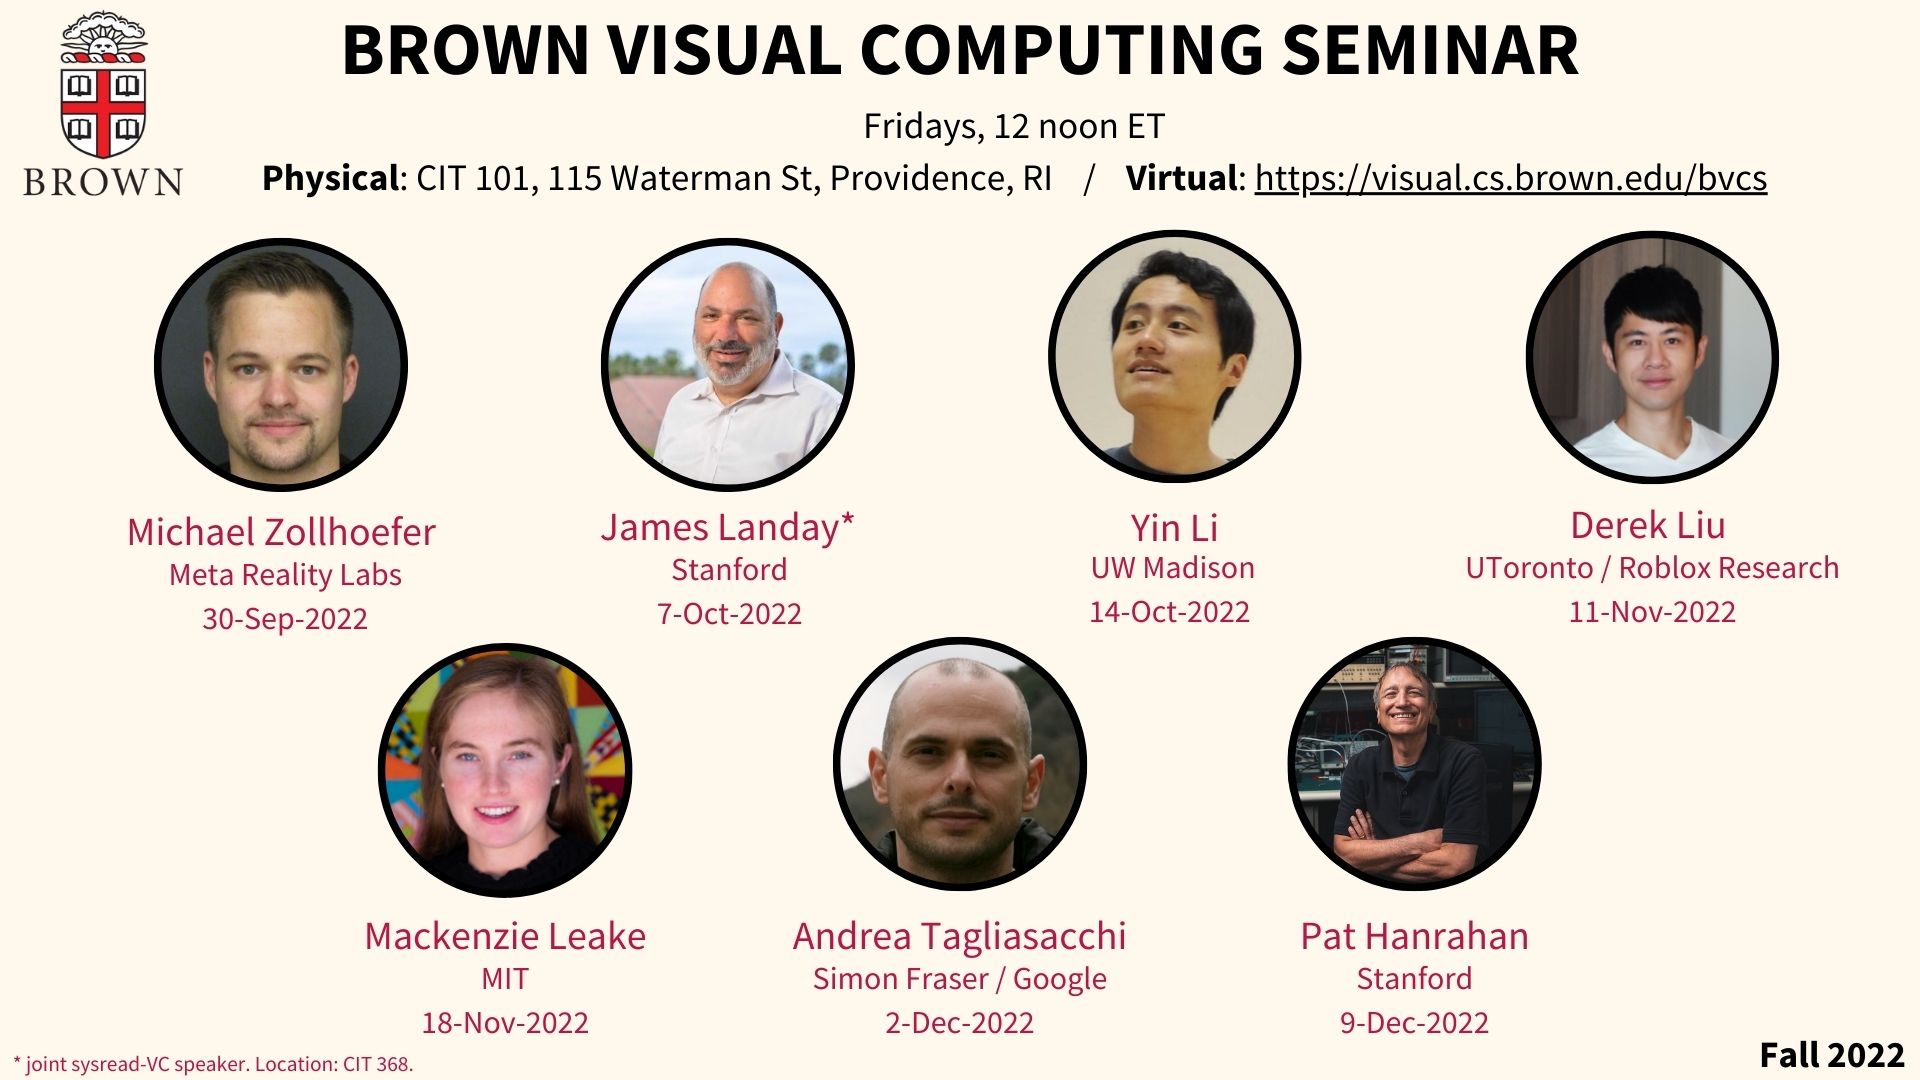 BROWN VISUAL COMPUTING SEMINAR
Fridays, 12 noon ET
Physical: CIT 101, 115 Waterman St, Providence, RI / Virtual: https://visual.cs.brown.edu/bvcs
BROWN
Michael Zollhoefer
Meta Reality Labs
30-Sep-2022
James Landay*
Stanford
7-Oct-2022
Yin Li
UW Madison
14-Oct-2022
Derek Liu
UToronto / Roblox Research
11-Nov-2022
Mackenzie Leake
MIT
18-Nov-2022
Andrea Tagliasacchi
Simon Fraser / Google
2-Dec-2022
Pat Hanrahan
Stanford
9-Dec-2022
* joint sysread-VC speaker. Location: CIT 368.
Fall 2022